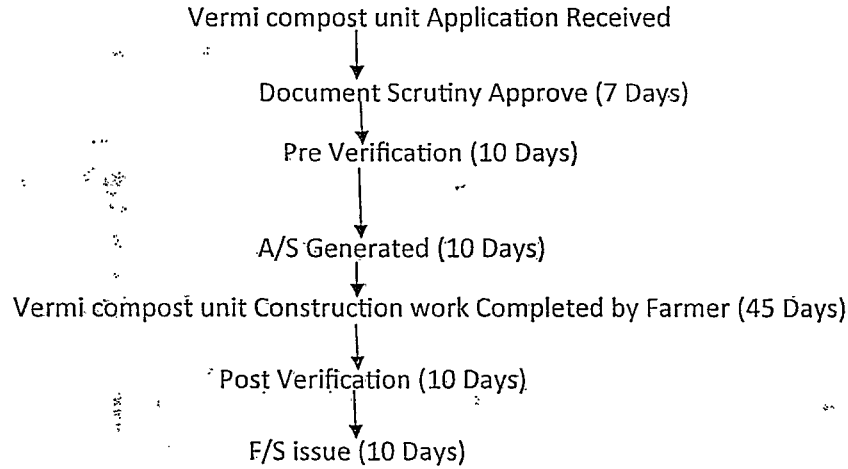 Vermi compost unit Application Received
Document Scrutiny Approve (7 Days)
Pre Verification (10 Days)
A/S Generated (10 Days)
Vermi compost unit Construction work Completed by Farmer (45 Days)
Post Verification (10 Days)
F/S issue (10 Days)